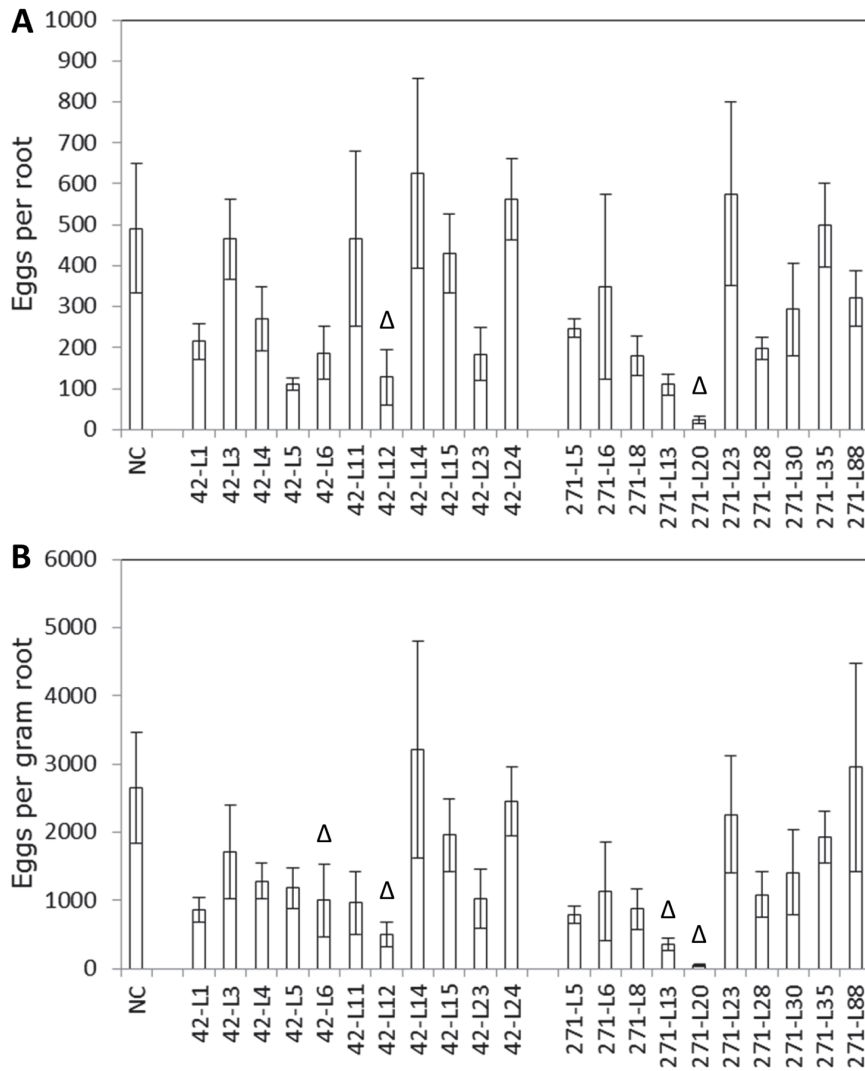 A
1000
900
800
700
600
500
400
300
200
100
0
Eggs per root
Δ
Δ
NC
42-L1
42-L3
42-L4
42-L5
42-L6
42-L11
42-L12
42-L14
42-L15
42-L23
42-L24
271-L5
271-L6
271-L8
271-L13
271-L20
271-L23
271-L28
271-L30
271-L35
271-L88
B
6000
5000
4000
3000
2000
1000
0
Eggs per gram root
Δ
Δ
Δ
Δ
NC
42-L1
42-L3
42-L4
42-L5
42-L6
42-L11
42-L12
42-L14
42-L15
42-L23
42-L24
271-L5
271-L6
271-L8
271-L13
271-L20
271-L23
271-L28
271-L30
271-L35
271-L88